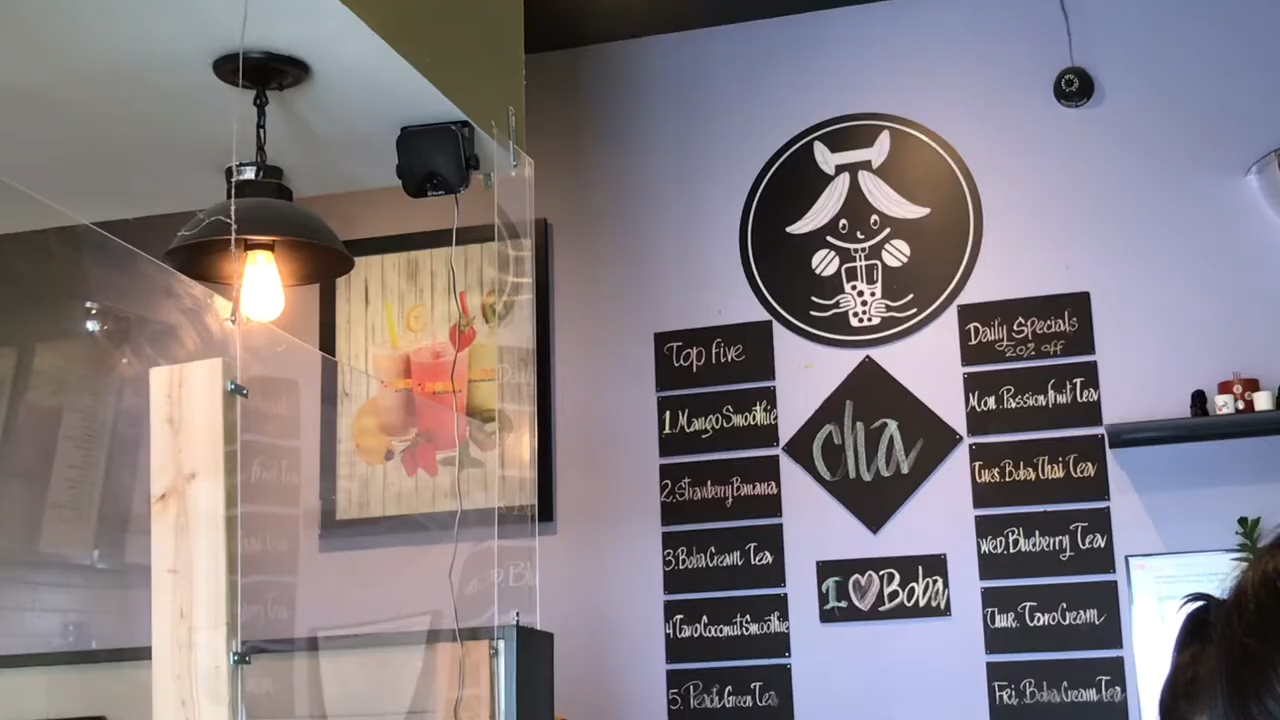 Top five
1. Mango Smoothie
2. Strawberry Banana
3. Boba Cream Tea
4 Taro Coconut Smoothie
5. Peach Green Tea
cha
I ♡ Boba
Daily Specials
20% off
Mon. Passionfruit Tea
Tues. Boba Thai Tea
Wed. Blueberry Tea
Thur. Taro Cream
Fri. Boba Cream Tea